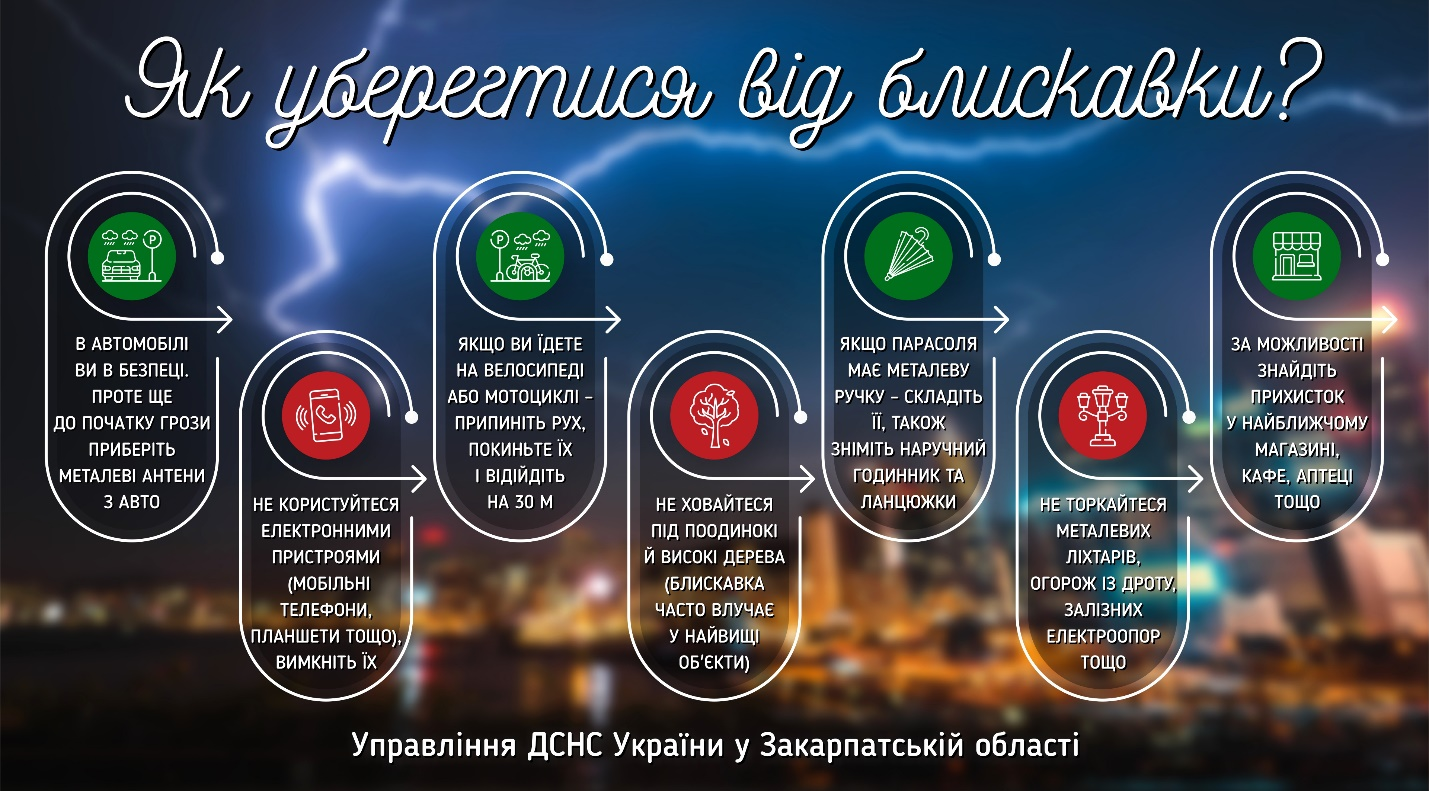 Як уберегтися від блискавки?
В АВТОМОБІЛІ
ВИ В БЕЗПЕЦІ.
ПРОТЕ ЩЕ
ДО ПОЧАТКУ ГРОЗИ
ПРИБЕРІТЬ
МЕТАЛЕВІ АНТЕНИ
З АВТО
НЕ КОРИСТУЙТЕСЯ
ЕЛЕКТРОННИМИ
ПРИСТРОЯМИ
(МОБІЛЬНІ
ТЕЛЕФОНИ,
ПЛАНШЕТИ ТОЩО),
ВИМКНІТЬ ЇХ
P
ЯКЩО ВИ ЇДЕТЕ
НА ВЕЛОСИПЕДІ
АБО МОТОЦИКЛІ –
ПРИПИНІТЬ РУХ,
ПОКИНЬТЕ ЇХ
І ВІДІЙДІТЬ
НА 30 М
НЕ ХОВАЙТЕСЯ
ПІД ПООДИНОКІ
Й ВИСОКІ ДЕРЕВА
(БЛИСКАВКА
ЧАСТО ВЛУЧАЄ
У НАЙВИЩІ
ОБ'ЄКТИ)
ЯКЩО ПАРАСОЛЯ
МАЄ МЕТАЛЕВУ
РУЧКУ – СКЛАДІТЬ
ЇЇ, ТАКОЖ
ЗНІМІТЬ НАРУЧНИЙ
ГОДИННИК ТА
ЛАНЦЮЖКИ
НЕ ТОРКАЙТЕСЯ
МЕТАЛЕВИХ
ЛІХТАРІВ,
ОГОРОЖ ІЗ ДРОТУ,
ЗАЛІЗНИХ
ЕЛЕКТРООПОР
ТОЩО
ЗА МОЖЛИВОСТІ
ЗНАЙДІТЬ
ПРИХИСТОК
У НАЙБЛИЖЧОМУ
МАГАЗИНІ,
КАФЕ, АПТЕЦІ
ТОЩО
P
Управління ДСНС України у Закарпатській області